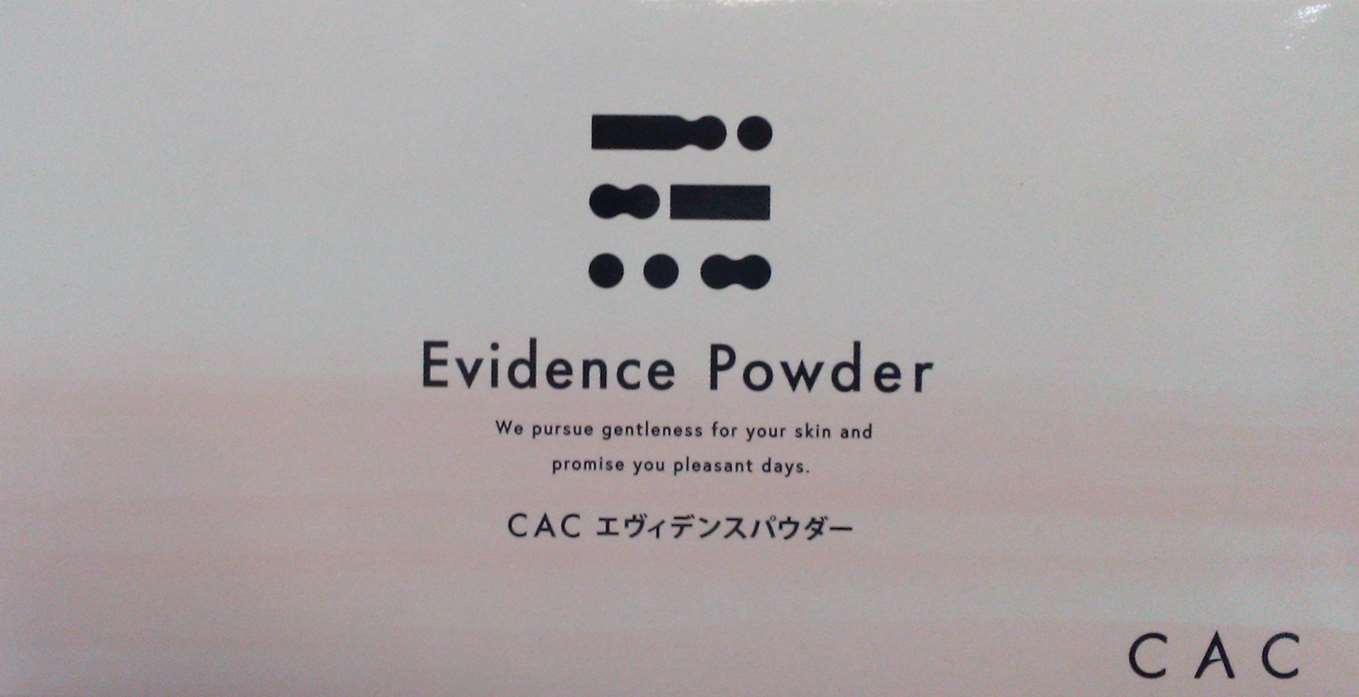 Evidence Powder
We pursue gentleness for your skin and
promise you pleasant days.
CAC エヴィデンスパウダー
CAC